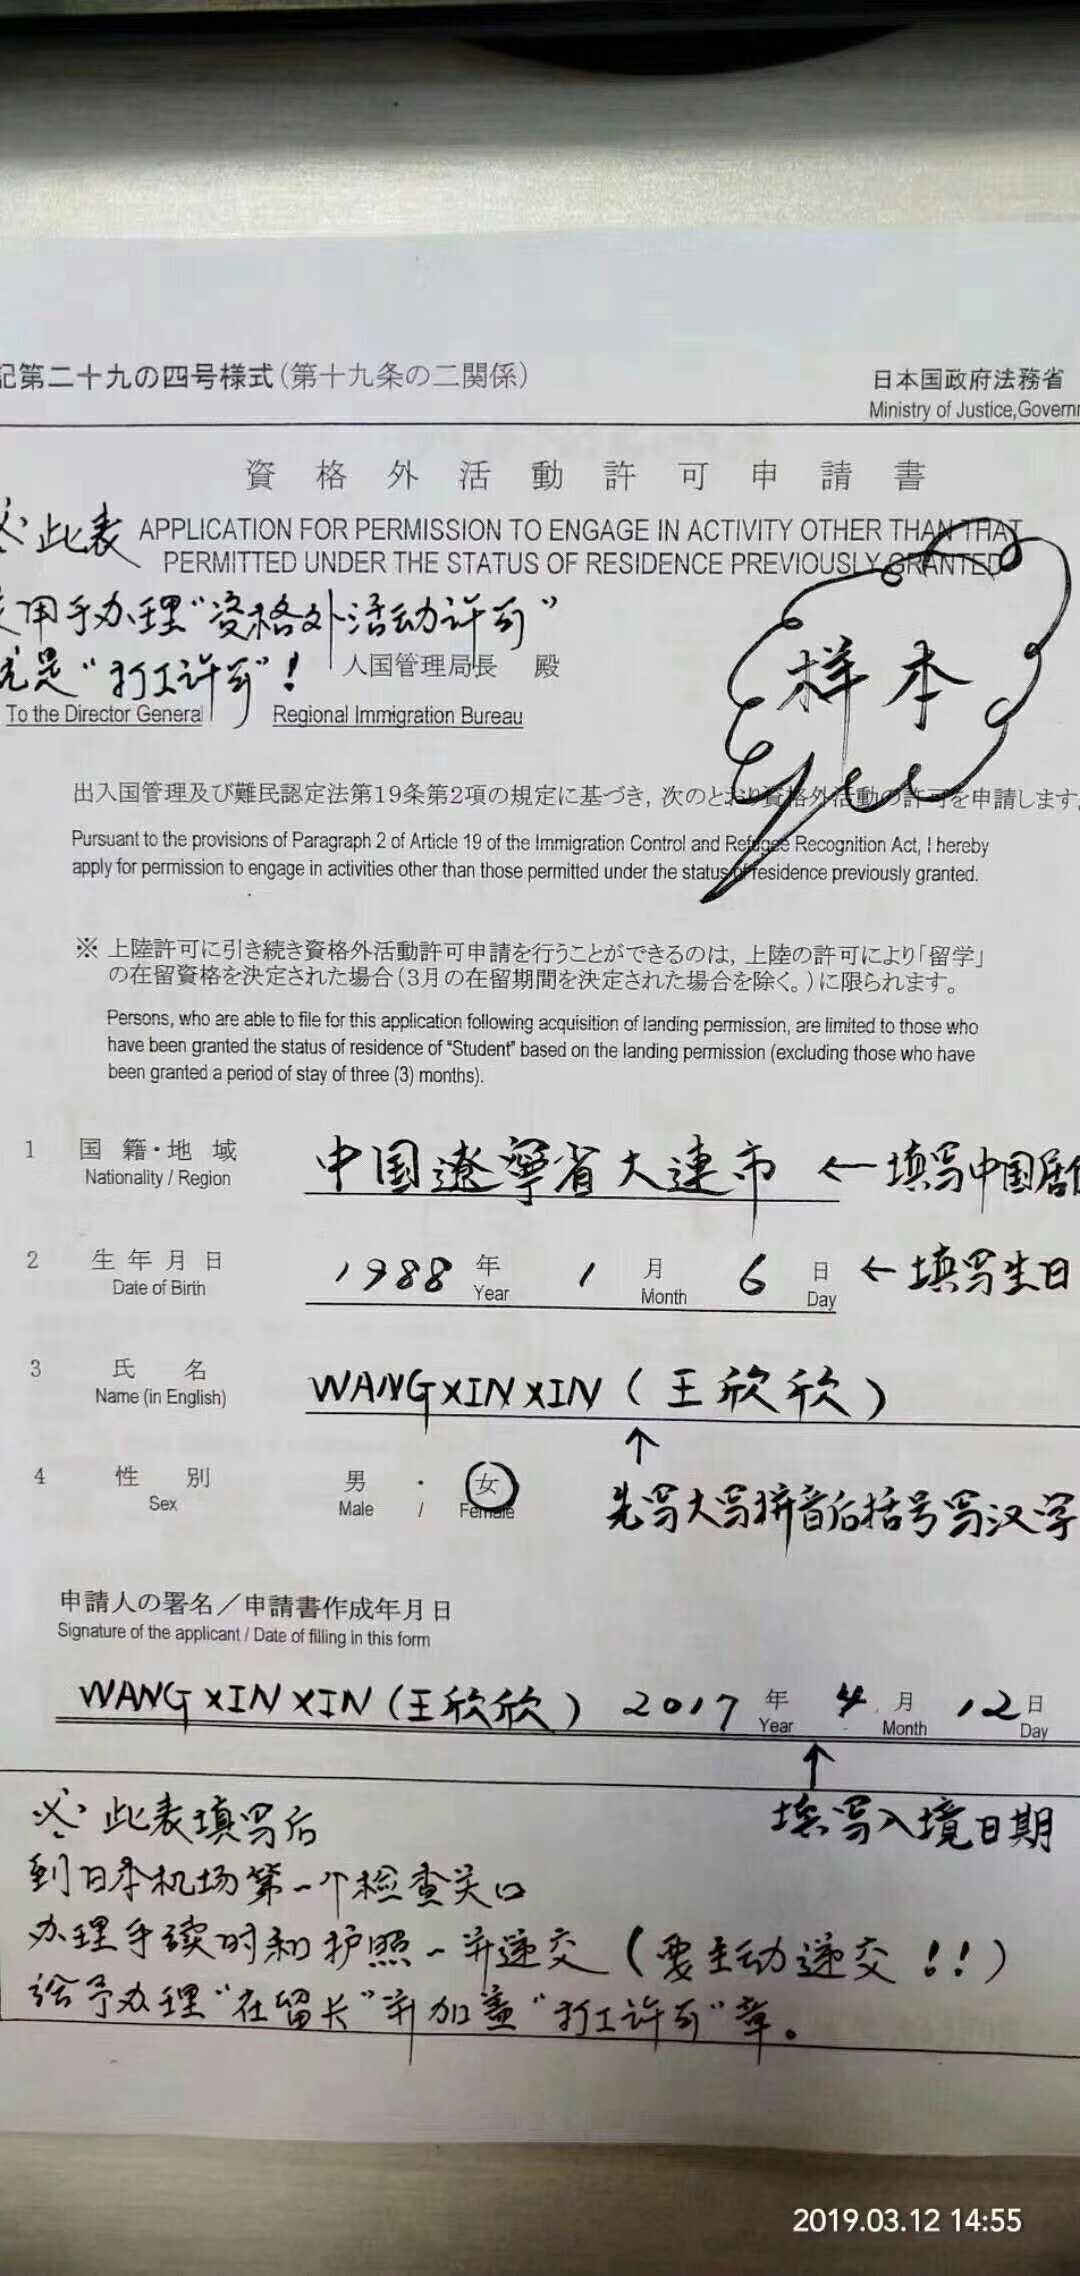 記第二十九の四号様式(第十九条の二関係)
日本国政府法務省
Ministry of Justice,Governm
資格外活動許可申請書
※此表
APPLICATION FOR PERMISSION TO ENGAGE IN ACTIVITY OTHER THAN THAT
PERMITTED UNDER THE STATUS OF RESIDENCE PREVIOUSLY GRANTED
用于办理"资格外活动许可"
是"打工许可"!
样本
入国管理局長 殿
To the Director General Regional Immigration Bureau
出入国管理及び難民認定法第19条第2項の規定に基づき,次のとおり資格外活動の許可を申請します。
Pursuant to the provisions of Paragraph 2 of Article 19 of the Immigration Control and Refugee Recognition Act, I hereby
apply for permission to engage in activities other than those permitted under the status of residence previously granted.
※ 上陸許可に引き続き資格外活動許可申請を行うことができるのは,上陸の許可により「留学」
の在留資格を決定された場合(3月の在留期間を決定された場合を除く。)に限られます。
Persons, who are able to file for this application following acquisition of landing permission, are limited to those who
have been granted the status of residence of "Student" based on the landing permission (excluding those who have
been granted a period of stay of three (3) months).
1 国籍・地域 中国遼寧省大連市 ←填写中国居住
Nationality / Region
2 生年月日 1988 年 1 月 6 日 ←填写生日
Date of Birth Year Month Day
3 氏名 WANG XIN XIN (王欣欣)
Name (in English)
↑
4 性別 男 ・ 女
Sex Male / Female
先写大写拼音后括号写汉字
申請人の署名/申請書作成年月日
Signature of the applicant / Date of filling in this form
WANG XIN XIN (王欣欣) 2017 年 4 月 12 日
Year Month Day
↑
填写入境日期
※此表填写后
到日本机场第一个检查关口
办理手续时和护照一并递交(要主动递交!!)
给予办理"在留卡"并加盖"打工许可"章。
2019.03.12 14:55